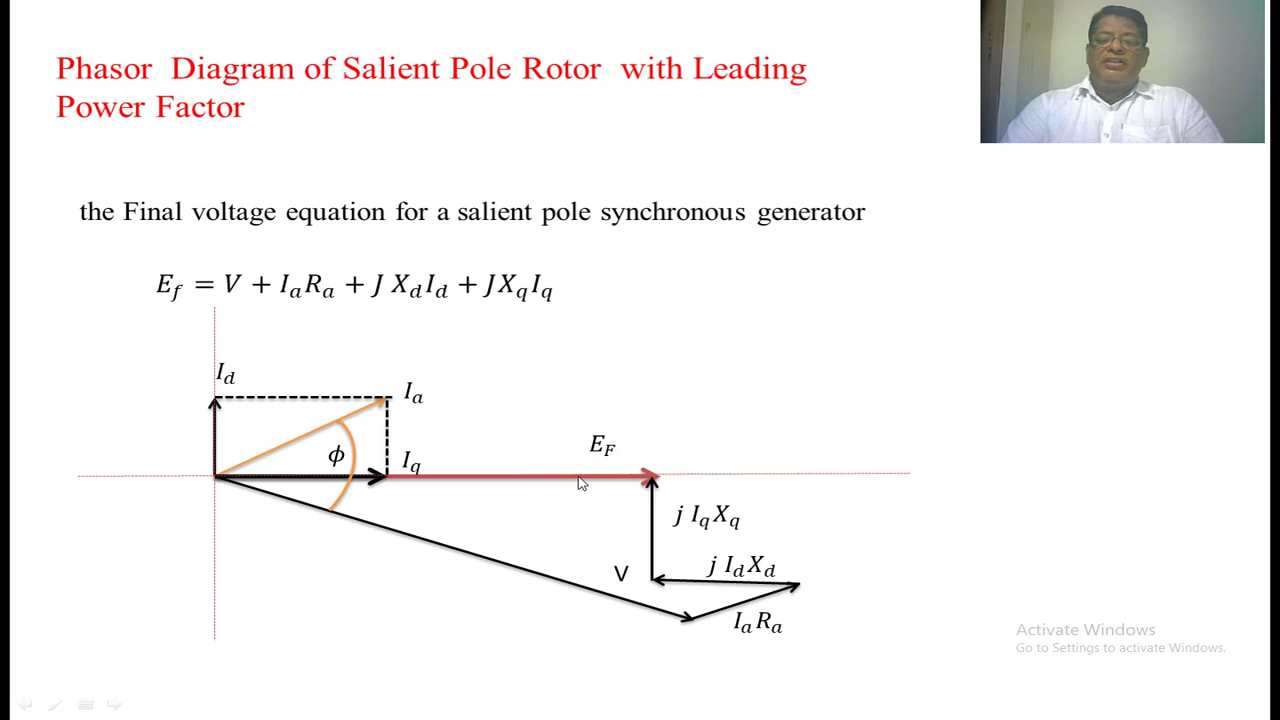 Phasor Diagram of Salient Pole Rotor with Leading
Power Factor
the Final voltage equation for a salient pole synchronous generator
E_f = V + I_a R_a + J X_d I_d + J X_q I_q
I_d
I_a
ϕ
I_q
E_F
j I_q X_q
V
j I_d X_d
I_a R_a
Activate Windows
Go to Settings to activate Windows.